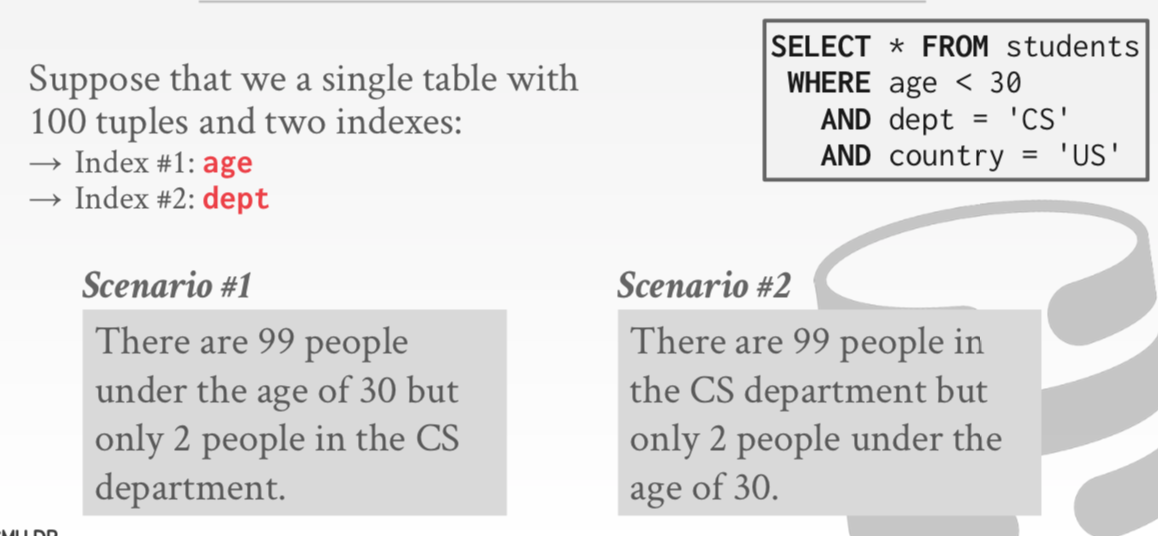 Suppose that we a single table with
100 tuples and two indexes:
→ Index #1: age
→ Index #2: dept
SELECT * FROM students
WHERE age < 30
AND dept = 'CS'
AND country = 'US'
Scenario #1
There are 99 people
under the age of 30 but
only 2 people in the CS
department.
Scenario #2
There are 99 people in
the CS department but
only 2 people under the
age of 30.